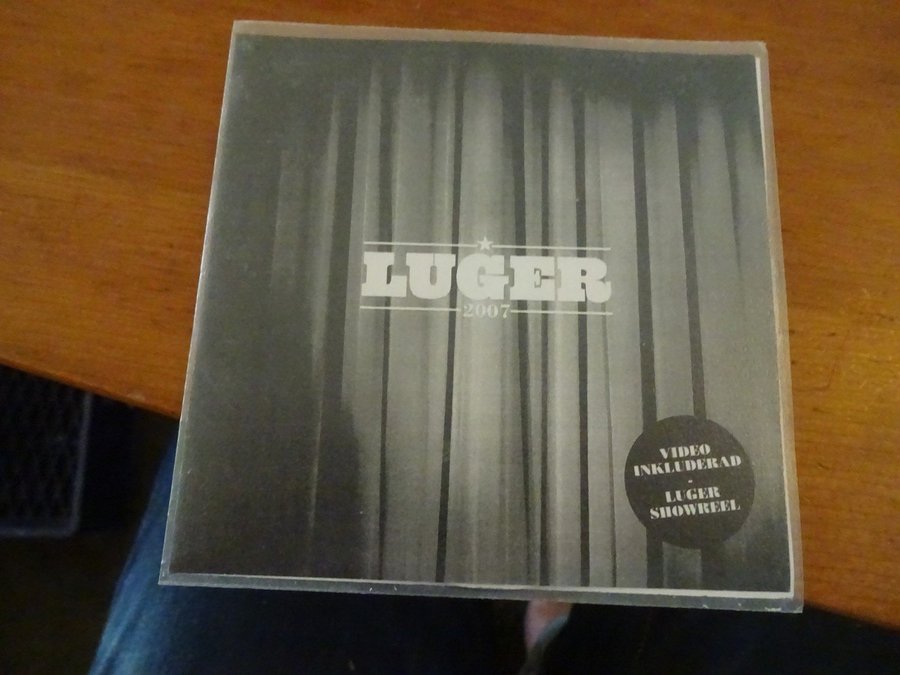 LUGER
2007
VIDEO
INKLUDERAD
-
LUGER
SHOWREEL